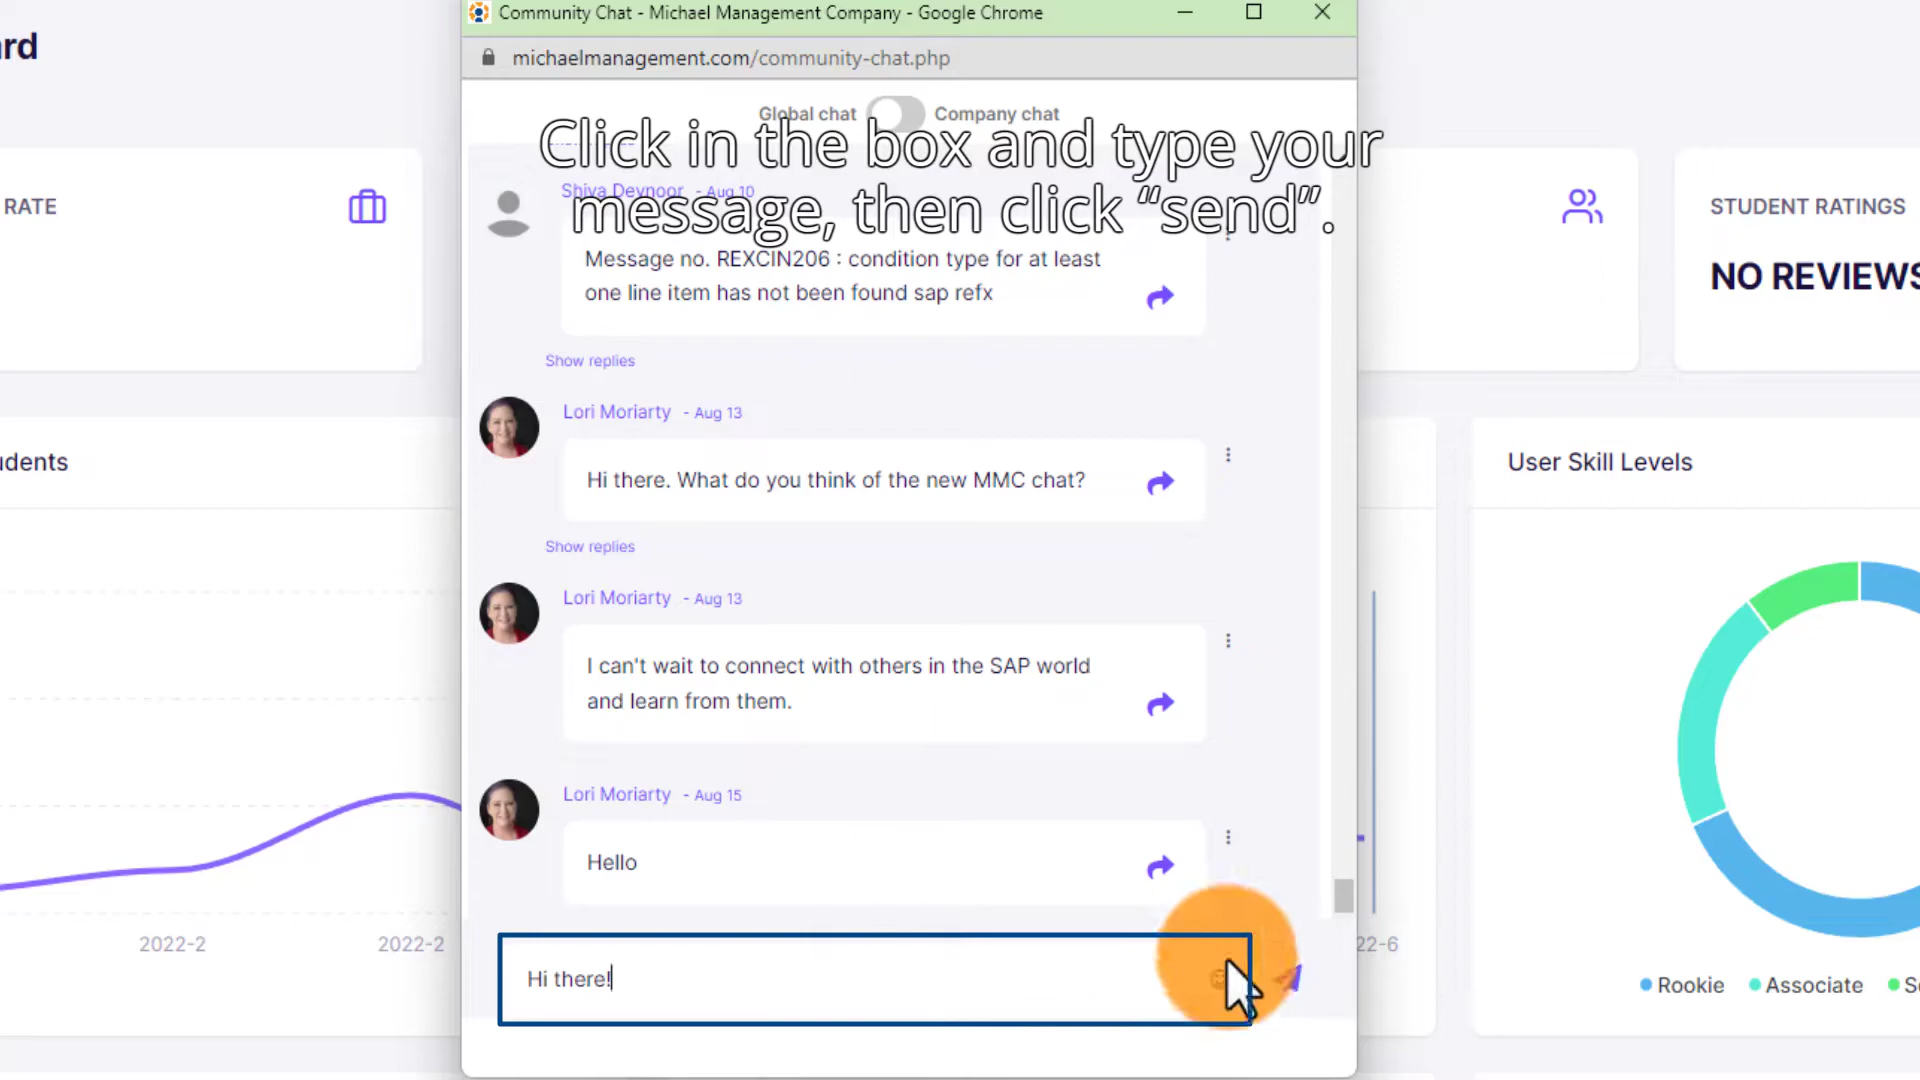 Community Chat - Michael Management Company - Google Chrome
michaelmanagement.com/community-chat.php
Global chat
Company chat
Click in the box and type your
message, then click “send”.
Shiva Devnoor - Aug 10
Message no. REXCIN206 : condition type for at least
one line item has not been found sap refx
Show replies
Lori Moriarty - Aug 13
Hi there. What do you think of the new MMC chat?
Show replies
Lori Moriarty - Aug 13
I can't wait to connect with others in the SAP world
and learn from them.
Lori Moriarty - Aug 15
Hello
Hi there!
rd
RATE
udents
2022-2
2022-2
22-6
STUDENT RATINGS
NO REVIEWS
User Skill Levels
Rookie
Associate
S